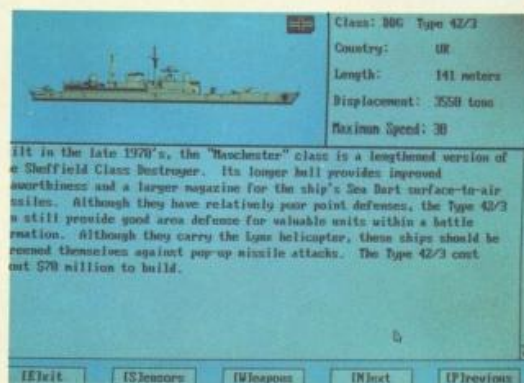 Class: DDG Type 42/3
Country: UK
Length: 141 meters
Displacement: 3550 tons
Maximum Speed: 30
ilt in the late 1970's, the "Manchester" class is a lengthened version of
e Sheffield Class Destroyer. Its longer hull provides improved
aworthiness and a larger magazine for the ship's Sea Dart surface-to-air
ssiles. Although they have relatively poor point defenses, the Type 42/3
n still provide good area defense for valuable units within a battle
rmation. Although they carry the Lynx helicopter, these ships should be
reened themselves against pop-up missile attacks. The Type 42/3 cost
out $70 million to build.
[E]xit [S]ensors [W]eapons [N]ext [P]revious